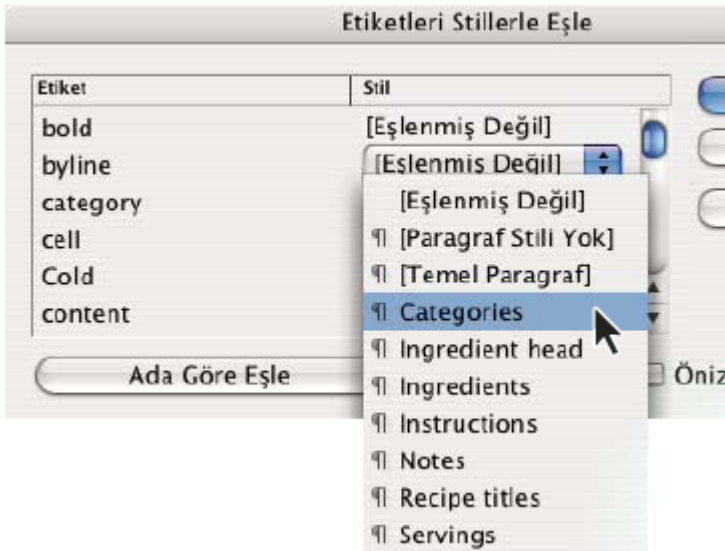 Etiketleri Stillerle Eşle
Etiket Stil
bold [Eşlenmiş Değil]
byline [Eşlenmiş Değil]
category [Eşlenmiş Değil]
cell ¶ [Paragraf Stili Yok]
Cold ¶ [Temel Paragraf]
content ¶ Categories
¶ Ingredient head
Ada Göre Eşle Öniz
¶ Ingredients
¶ Instructions
¶ Notes
¶ Recipe titles
¶ Servings